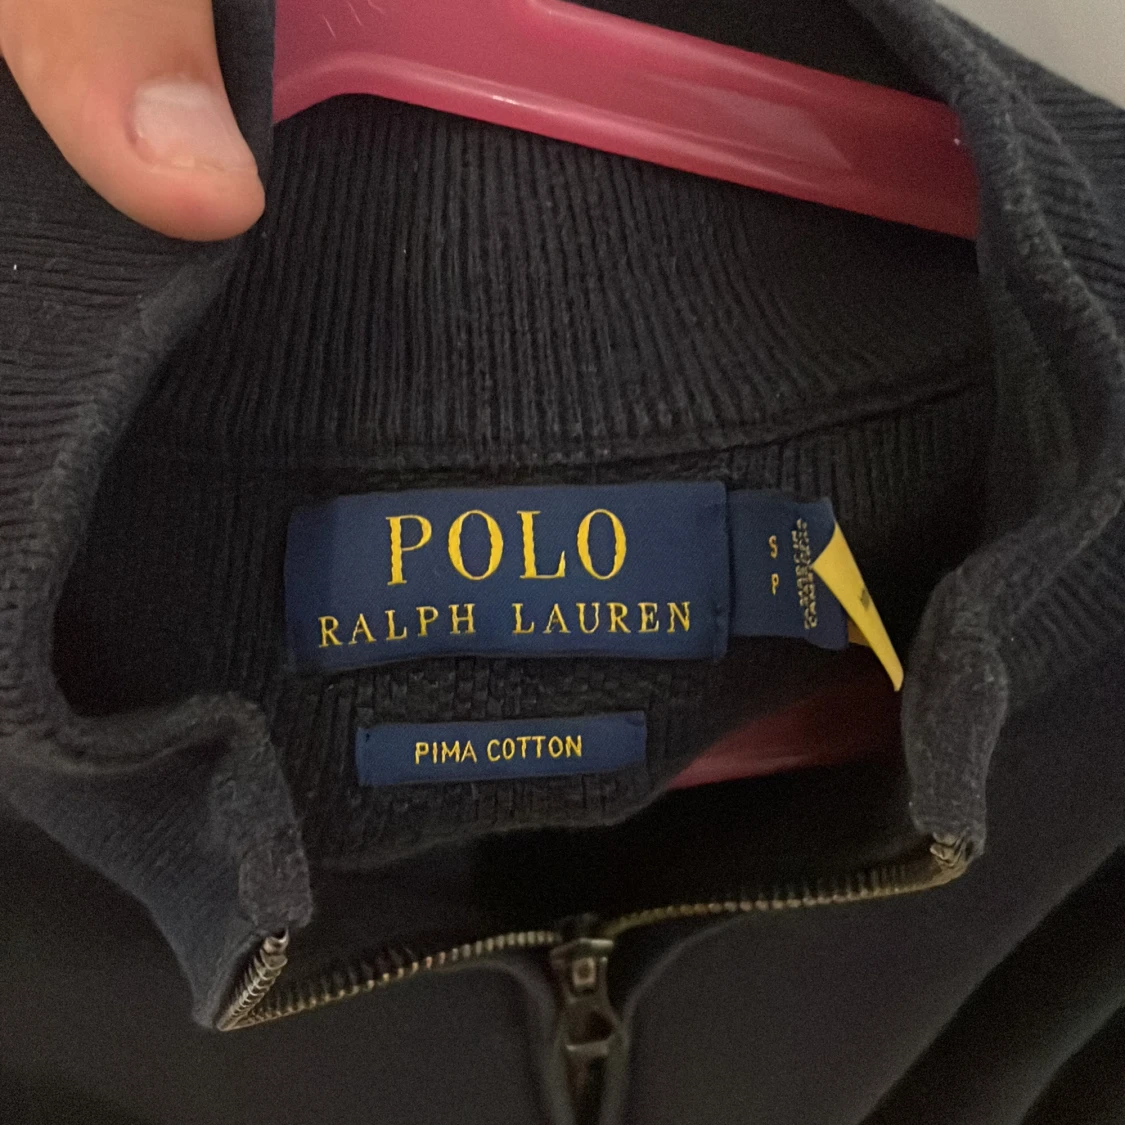 POLO
RALPH LAUREN
S
P
PIMA COTTON